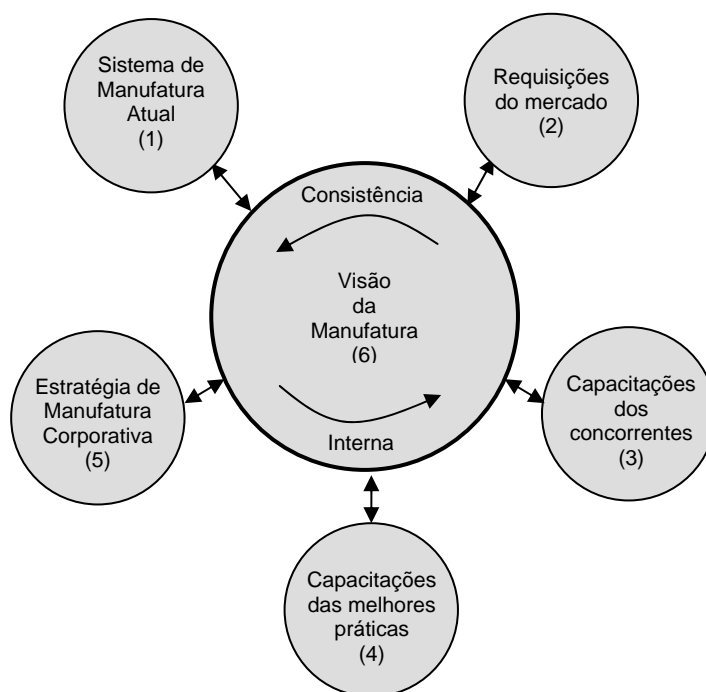 Sistema de
Manufatura
Atual
(1)
Requisições
do mercado
(2)
Consistência
Visão
da
Manufatura
(6)
Interna
Estratégia de
Manufatura
Corporativa
(5)
Capacitações
dos
concorrentes
(3)
Capacitações
das melhores
práticas
(4)